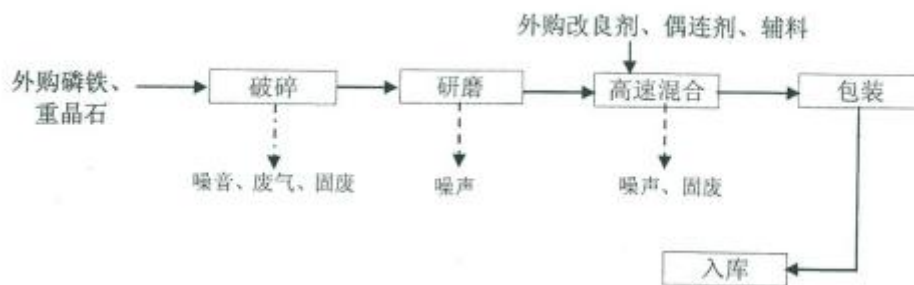 外购改良剂、偶连剂、辅料
外购磷铁、
重晶石
破碎
研磨
高速混合
包装
噪音、废气、固废
噪声
噪声、固废
入库